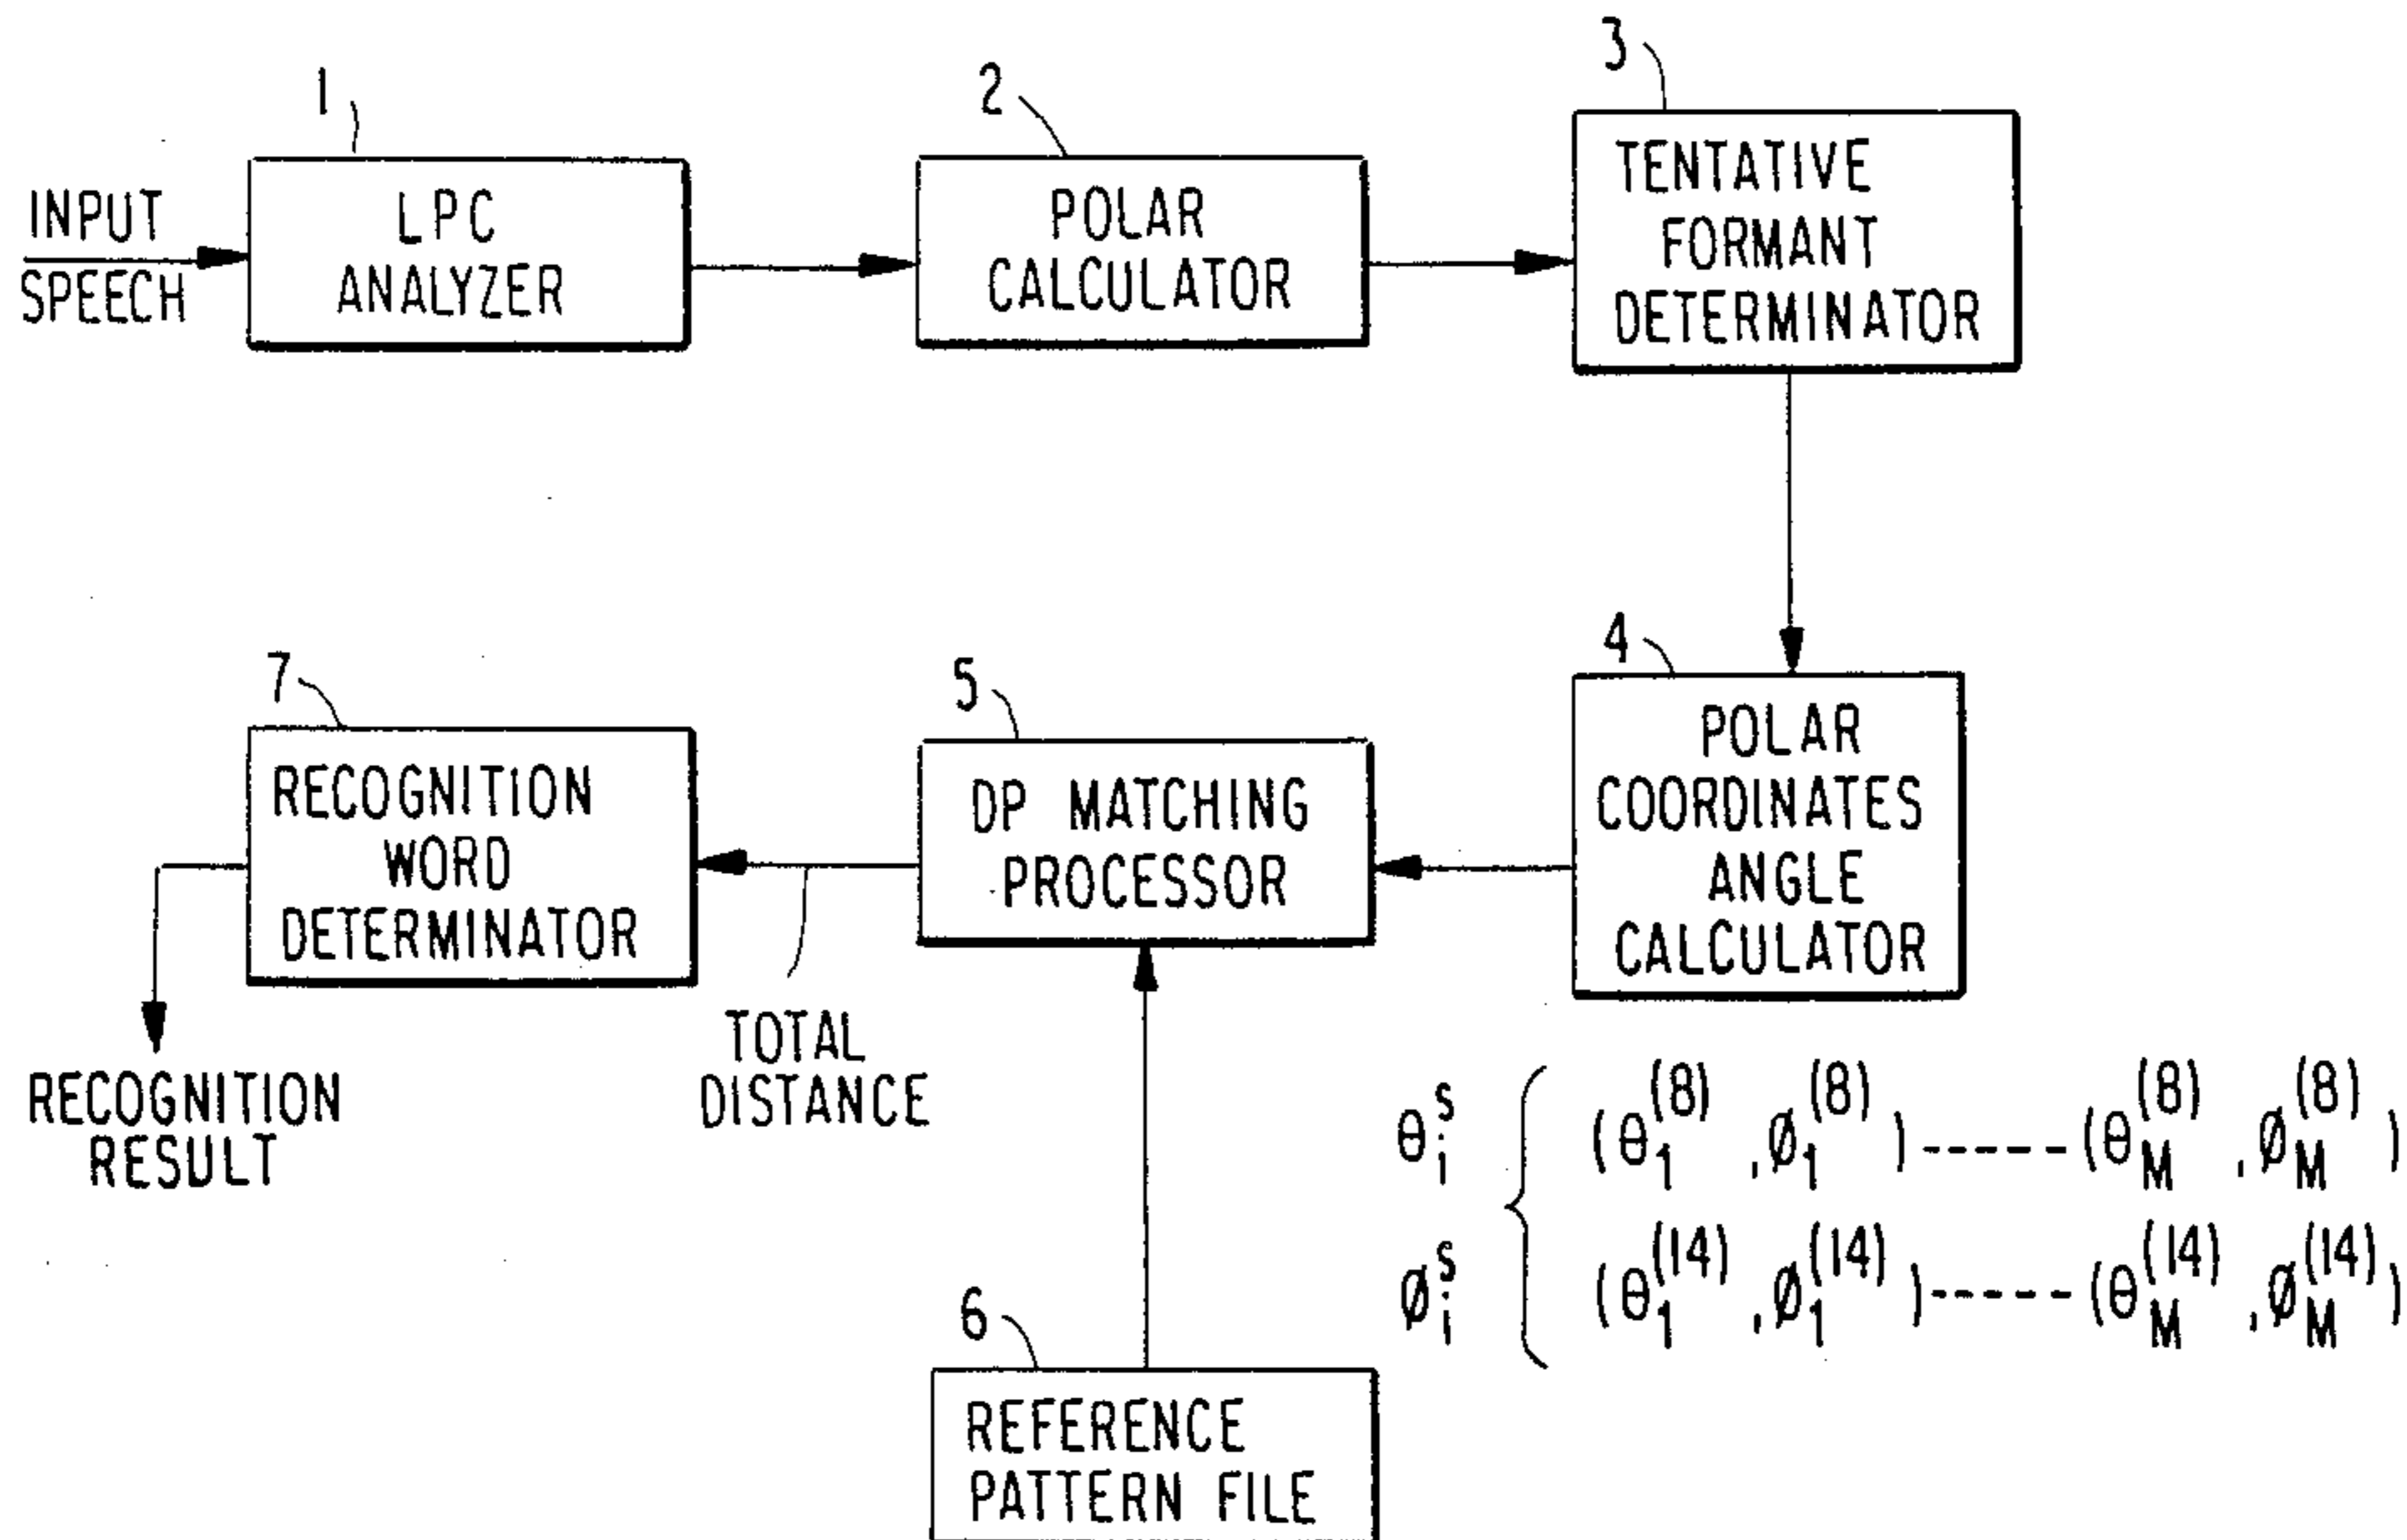 1
2
3
INPUT
SPEECH
LPC
ANALYZER
POLAR
CALCULATOR
TENTATIVE
FORMANT
DETERMINATOR
7
5
4
RECOGNITION
WORD
DETERMINATOR
DP MATCHING
PROCESSOR
POLAR
COORDINATES
ANGLE
CALCULATOR
TOTAL
DISTANCE
RECOGNITION
RESULT
θ_i^s { (θ_1^(8), ø_1^(8)) ----- (θ_M^(8), ø_M^(8))
ø_i^s { (θ_1^(14), ø_1^(14)) ----- (θ_M^(14), ø_M^(14))
6
REFERENCE
PATTERN FILE